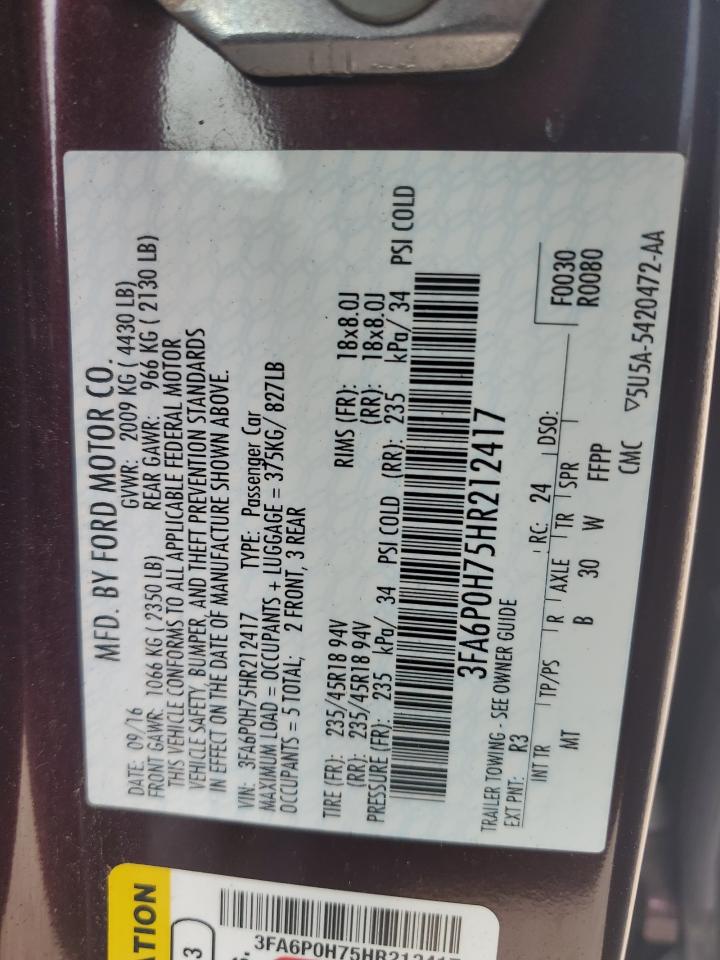 MFD. BY FORD MOTOR CO.
DATE: 09/16 GVWR: 2009 KG ( 4430 LB)
FRONT GAWR: 1066 KG ( 2350 LB) REAR GAWR: 966 KG ( 2130 LB)
THIS VEHICLE CONFORMS TO ALL APPLICABLE FEDERAL MOTOR
VEHICLE SAFETY, BUMPER, AND THEFT PREVENTION STANDARDS
IN EFFECT ON THE DATE OF MANUFACTURE SHOWN ABOVE.
VIN: 3FA6P0H75HR212417 TYPE: Passenger Car
MAXIMUM LOAD = OCCUPANTS + LUGGAGE = 375KG/ 827LB
OCCUPANTS = 5 TOTAL; 2 FRONT, 3 REAR
TIRE (FR): 235/45R18 94V RIMS (FR): 18x8.0J
(RR): 235/45R18 94V (RR): 18x8.0J
PRESSURE (FR): 235 kPa/ 34 PSI COLD (RR): 235 kPa/ 34 PSI COLD
3FA6P0H75HR212417
TRAILER TOWING - SEE OWNER GUIDE F0030
EXT PNT: R3 RC: 24 DSO: R0080
INT TR TP/PS R AXLE TR SPR
MT B 30 W FFPP
CMC ▽5U5A-5420472-AA
ATION
3
3FA6P0H75HR212417